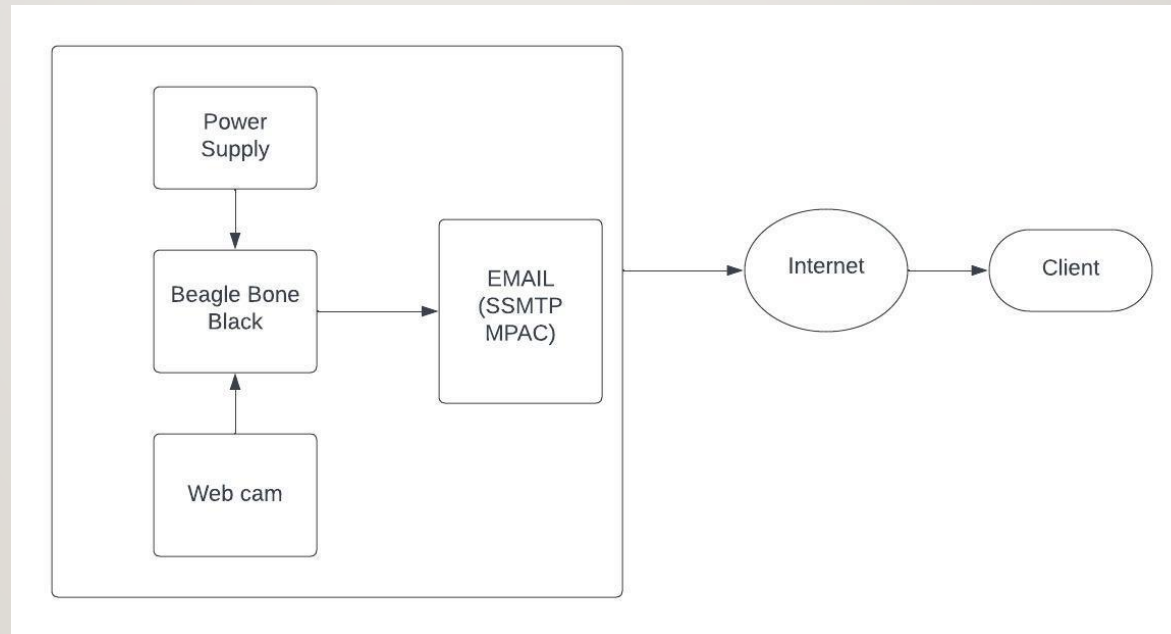 Power
Supply
Beagle Bone
Black
Web cam
EMAIL
(SSMTP
MPAC)
Internet
Client